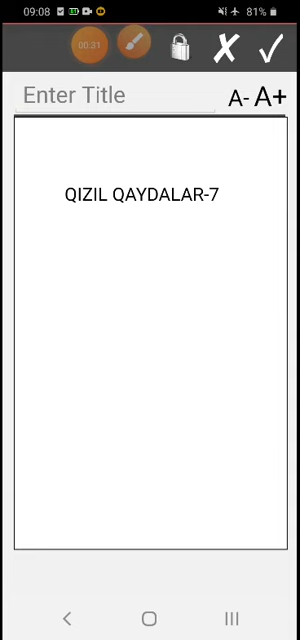 09:08
81%
00:31
Enter Title
A- A+
QIZIL QAYDALAR-7